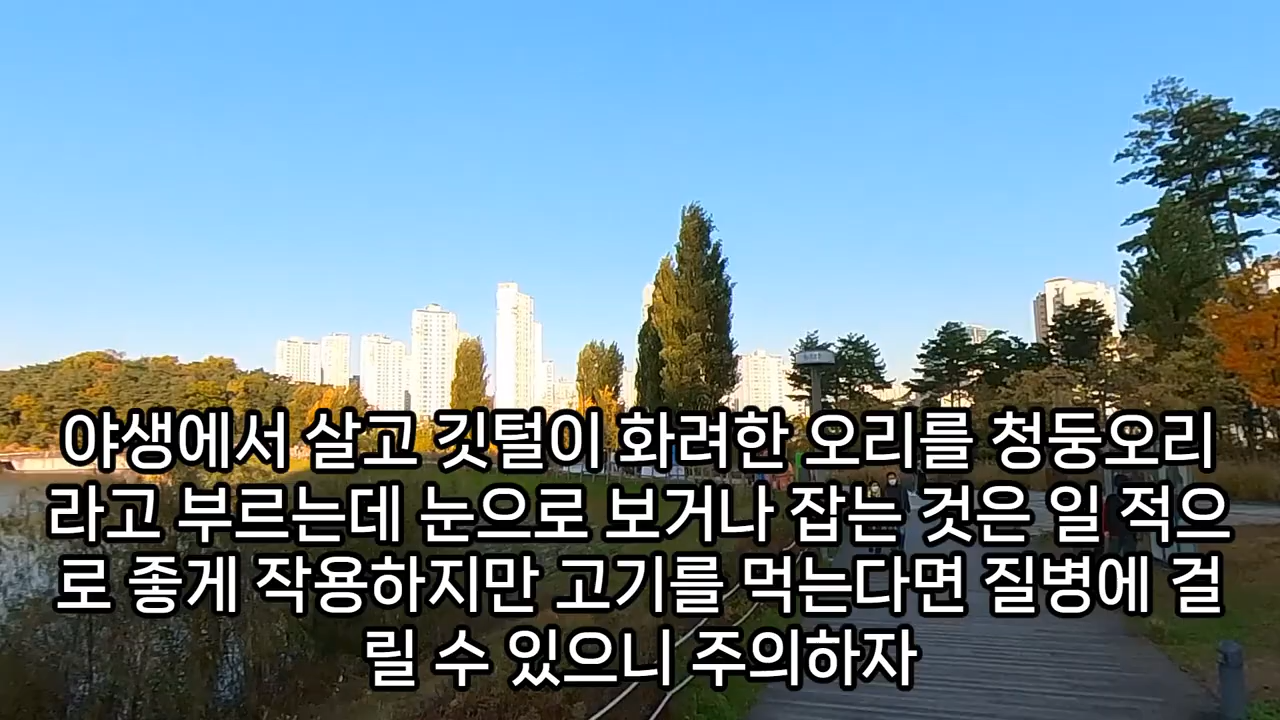 야생에서 살고 깃털이 화려한 오리를 청둥오리
라고 부르는데 눈으로 보거나 잡는 것은 일 적으
로 좋게 작용하지만 고기를 먹는다면 질병에 걸
릴 수 있으니 주의하자